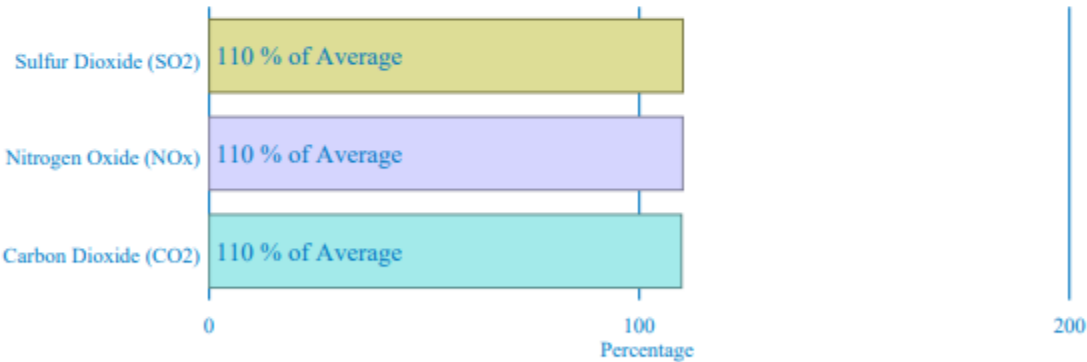 Sulfur Dioxide (SO2) 110 % of Average
Nitrogen Oxide (NOx) 110 % of Average
Carbon Dioxide (CO2) 110 % of Average
0 100 200
Percentage